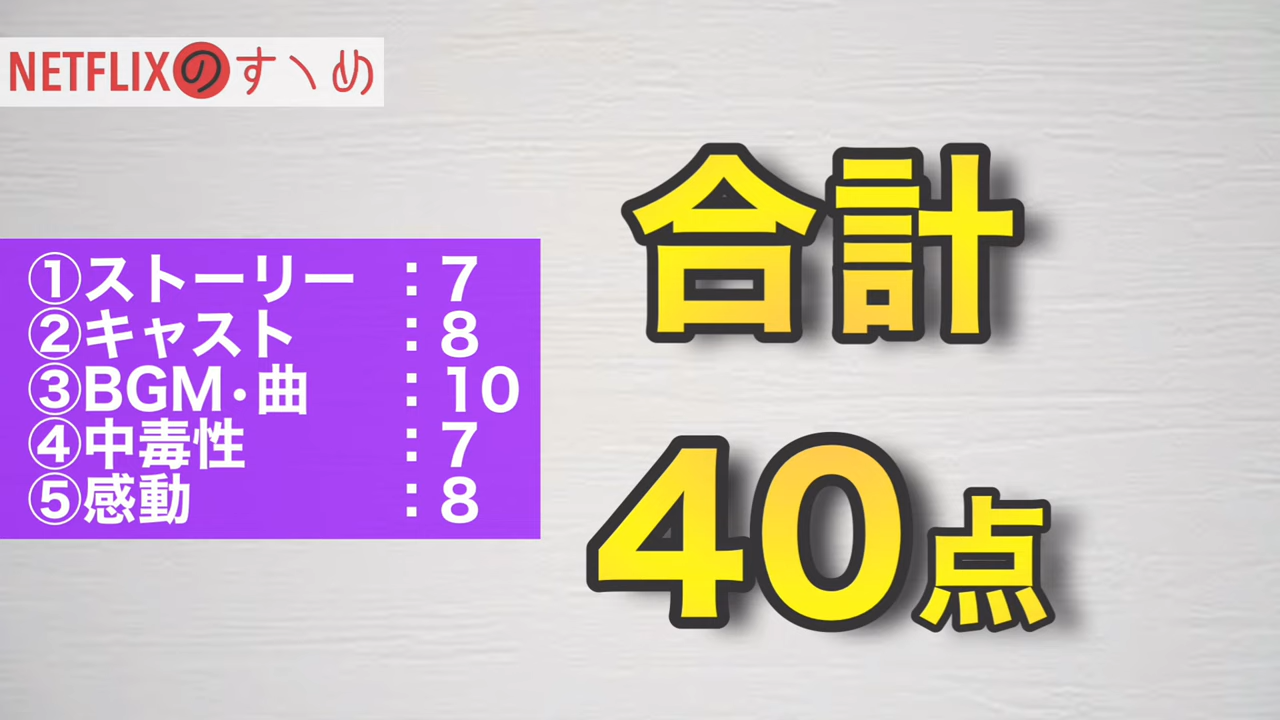 NETFLIXのすヽめ
①ストーリー：7
②キャスト：8
③BGM・曲：10
④中毒性：7
⑤感動：8
合計
40点